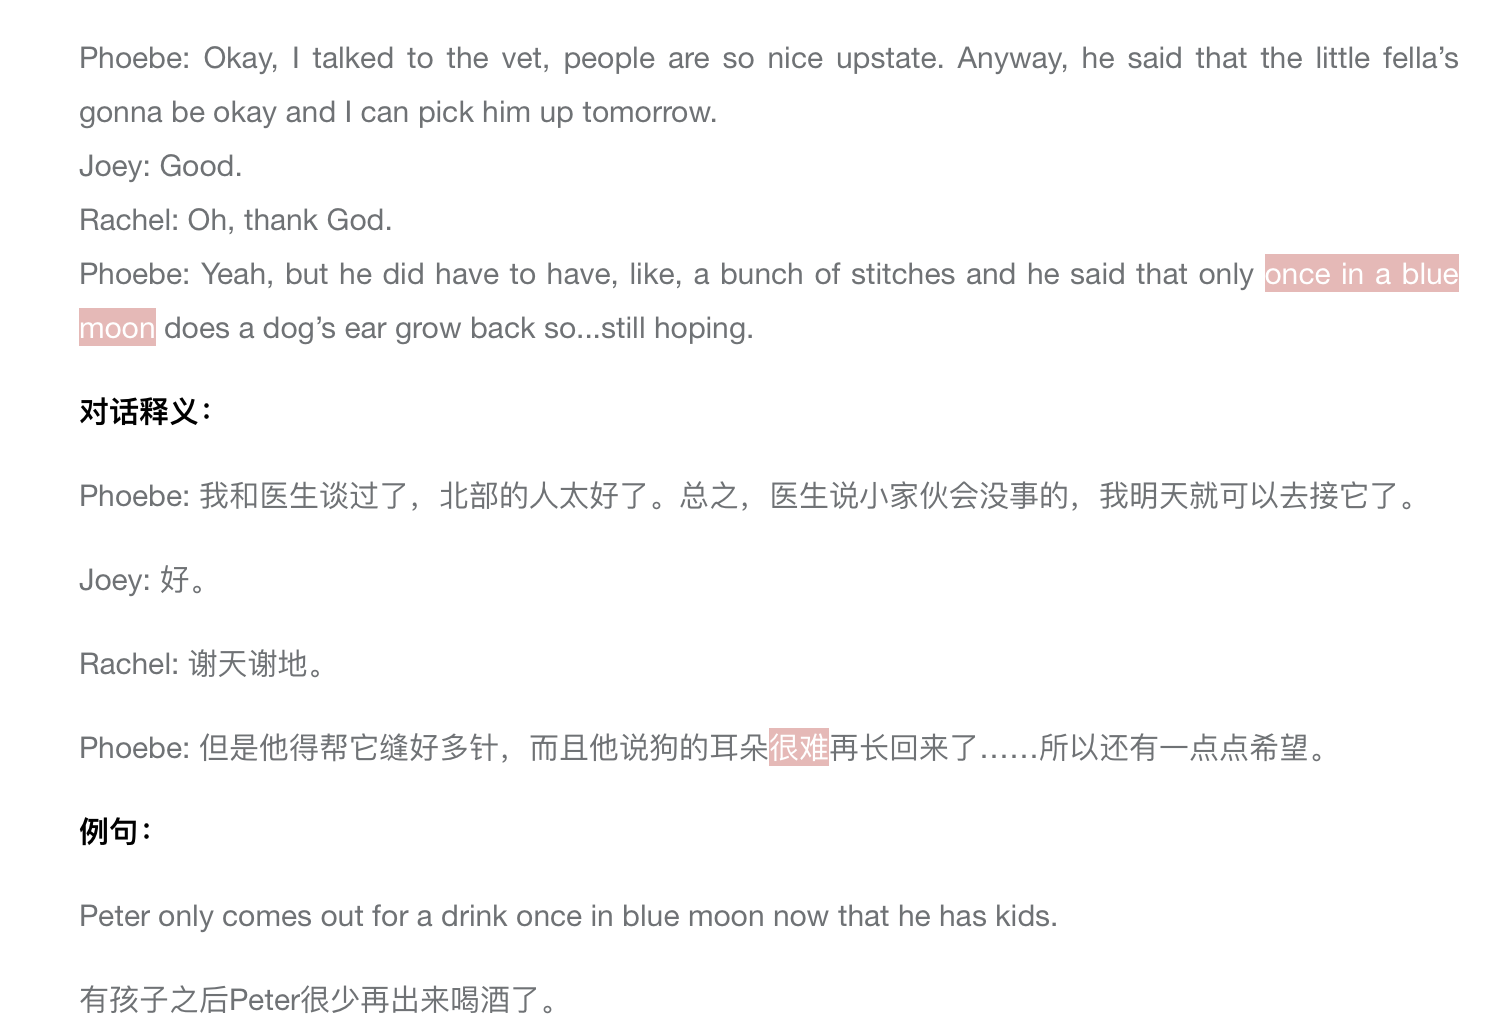 Phoebe: Okay, I talked to the vet, people are so nice upstate. Anyway, he said that the little fella’s
gonna be okay and I can pick him up tomorrow.
Joey: Good.
Rachel: Oh, thank God.
Phoebe: Yeah, but he did have to have, like, a bunch of stitches and he said that only once in a blue
moon does a dog’s ear grow back so...still hoping.
对话释义：
Phoebe: 我和医生谈过了，北部的人太好了。总之，医生说小家伙会没事的，我明天就可以去接它了。
Joey: 好。
Rachel: 谢天谢地。
Phoebe: 但是他得帮它缝好多针，而且他说狗的耳朵很难再长回来了……所以还有一点点希望。
例句：
Peter only comes out for a drink once in blue moon now that he has kids.
有孩子之后Peter很少再出来喝酒了。